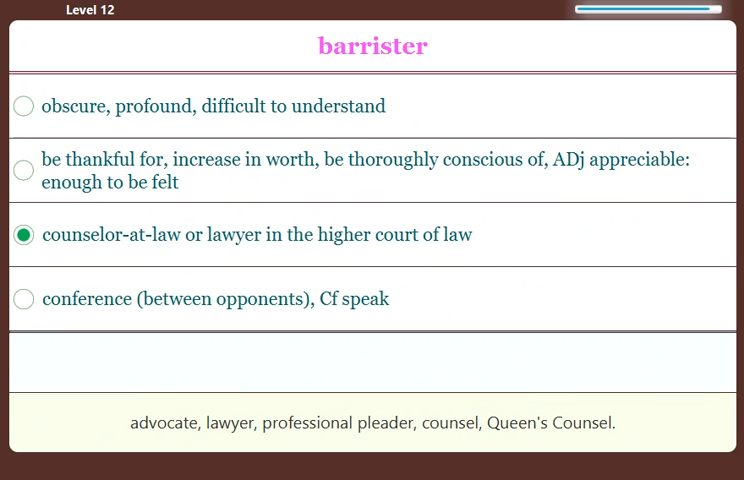 Level 12
barrister
obscure, profound, difficult to understand
be thankful for, increase in worth, be thoroughly conscious of, ADj appreciable:
enough to be felt
counselor-at-law or lawyer in the higher court of law
conference (between opponents), Cf speak
advocate, lawyer, professional pleader, counsel, Queen's Counsel.